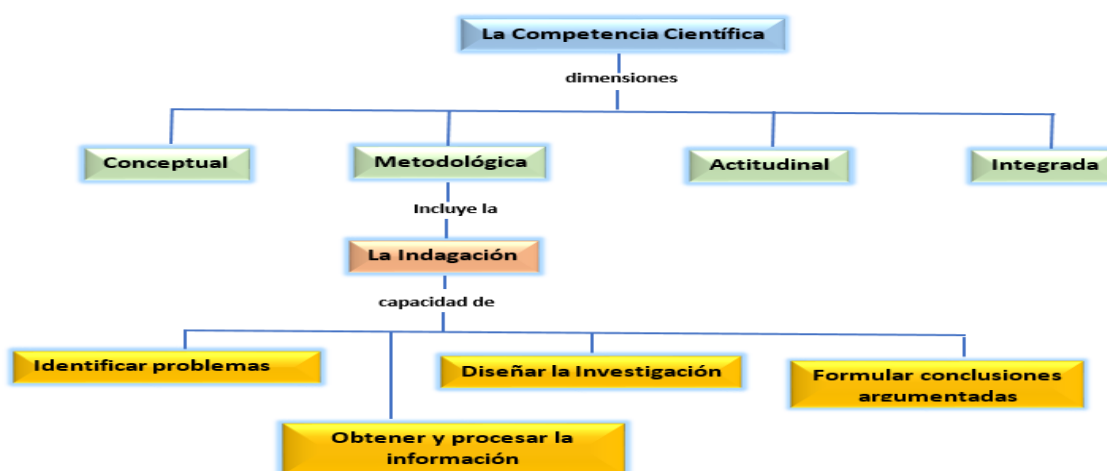 La Competencia Científica
dimensiones
Conceptual
Metodológica
Actitudinal
Integrada
Incluye la
La Indagación
capacidad de
Identificar problemas
Diseñar la Investigación
Formular conclusiones
argumentadas
Obtener y procesar la
información